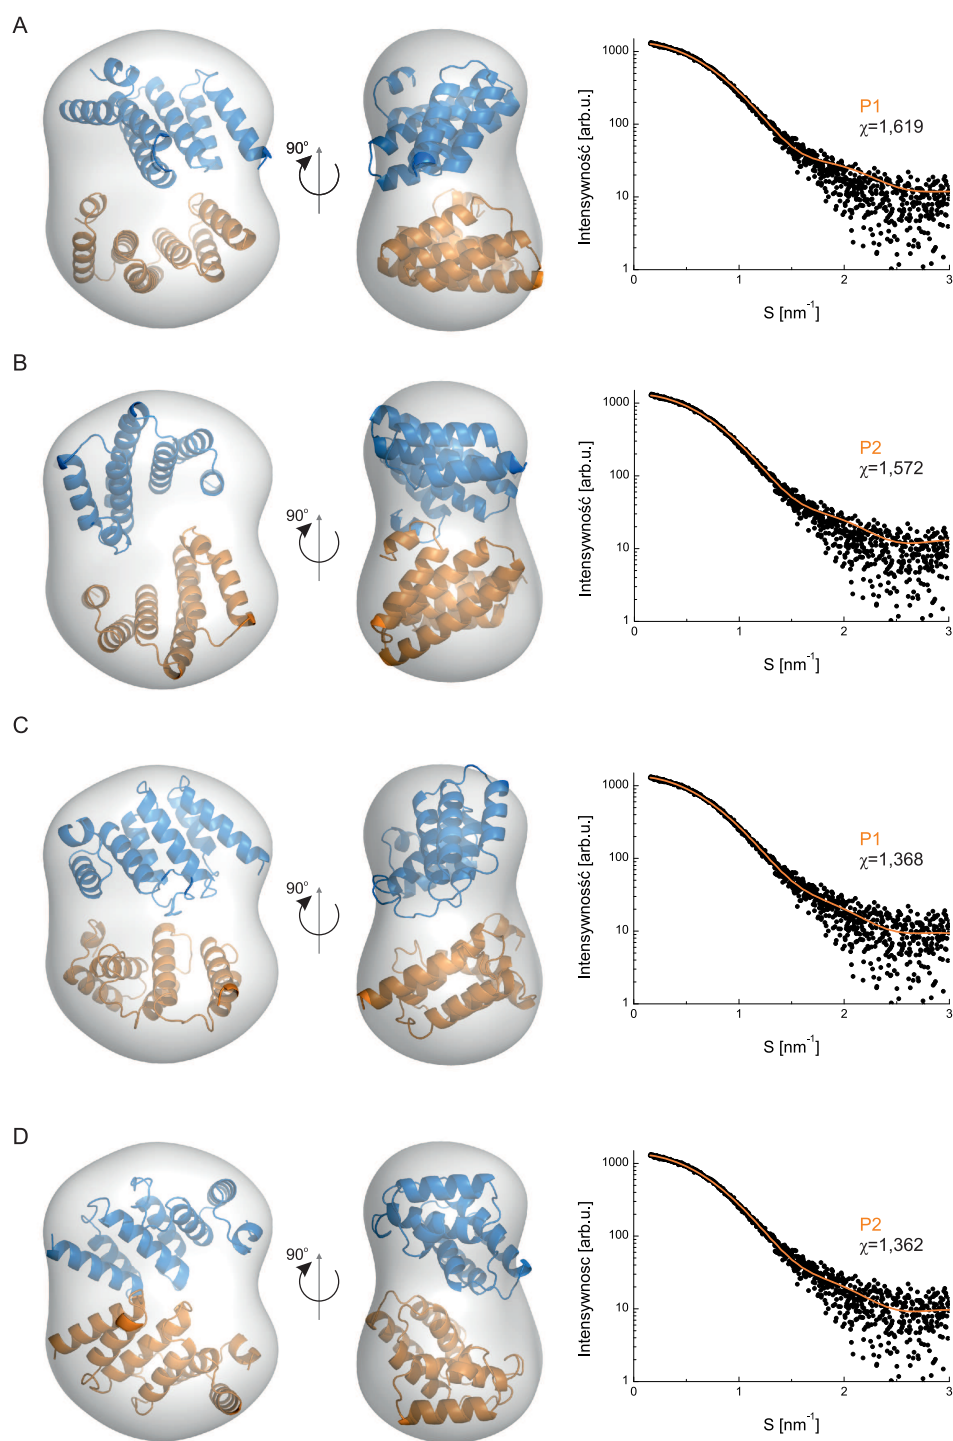 A
90°
Intensywność [arb.u.]
1000
100
10
1
P1
χ=1,619
0
1
2
3
S [nm-1]
B
90°
Intensywność [arb.u.]
1000
100
10
1
P2
χ=1,572
0
1
2
3
S [nm-1]
C
90°
Intensywnosść [arb.u.]
1000
100
10
1
P1
χ=1,368
0
1
2
3
S [nm-1]
D
90°
Intensywnosc [arb.u.]
1000
100
10
1
P2
χ=1,362
0
1
2
3
S [nm-1]